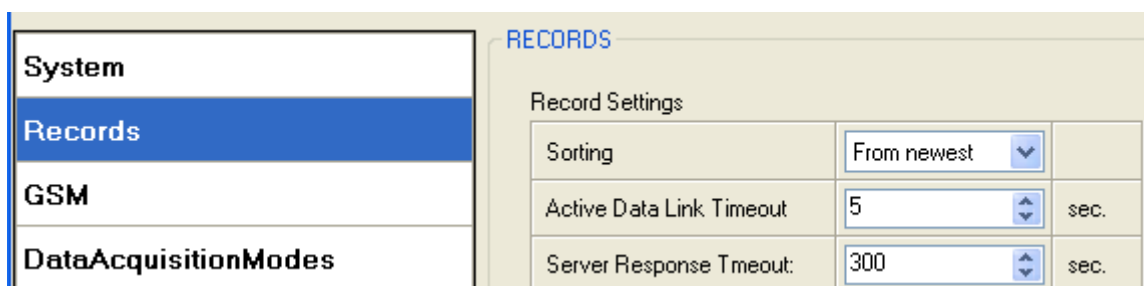 System
Records
GSM
DataAcquisitionModes
RECORDS
Record Settings
Sorting From newest
Active Data Link Timeout 5 sec.
Server Response Tmeout: 300 sec.